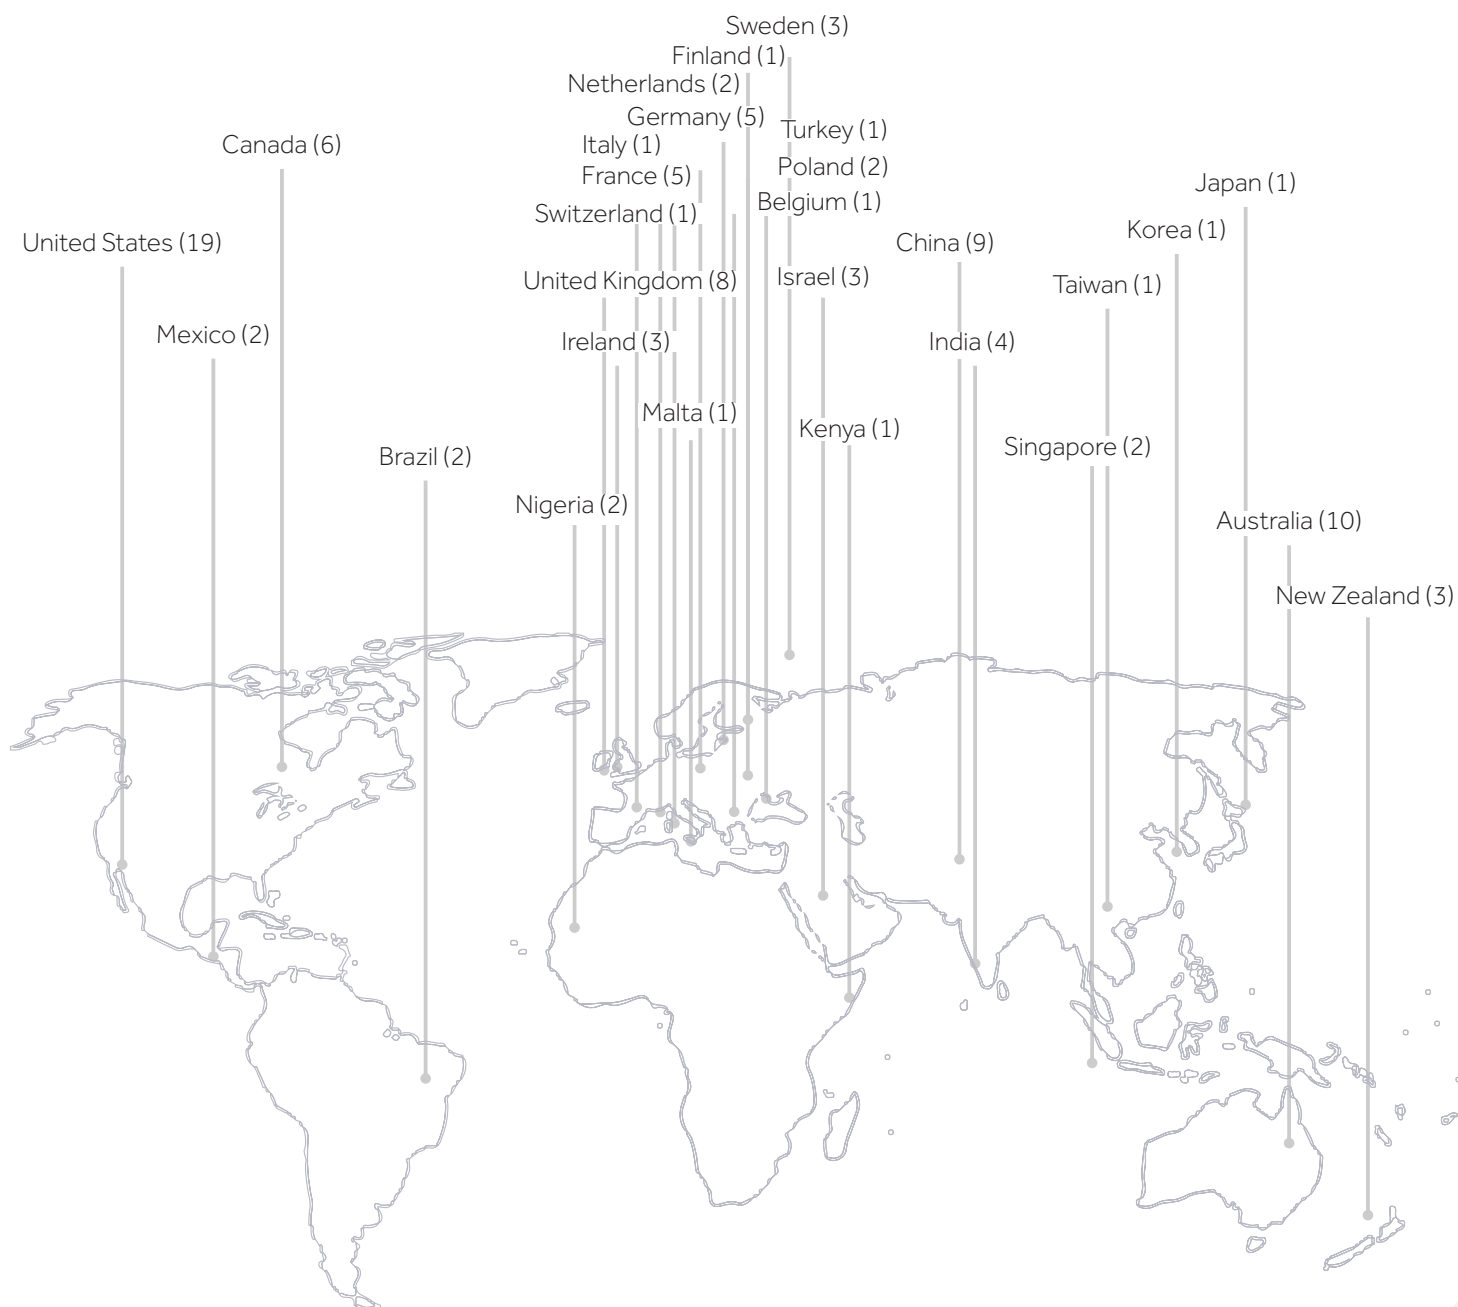 Sweden (3)
Finland (1)
Netherlands (2)
Germany (5)
Turkey (1)
Canada (6)
Italy (1)
Poland (2)
France (5)
Japan (1)
Belgium (1)
Switzerland (1)
Korea (1)
United States (19)
China (9)
United Kingdom (8)
Israel (3)
Taiwan (1)
Mexico (2)
Ireland (3)
India (4)
Malta (1)
Kenya (1)
Singapore (2)
Brazil (2)
Nigeria (2)
Australia (10)
New Zealand (3)